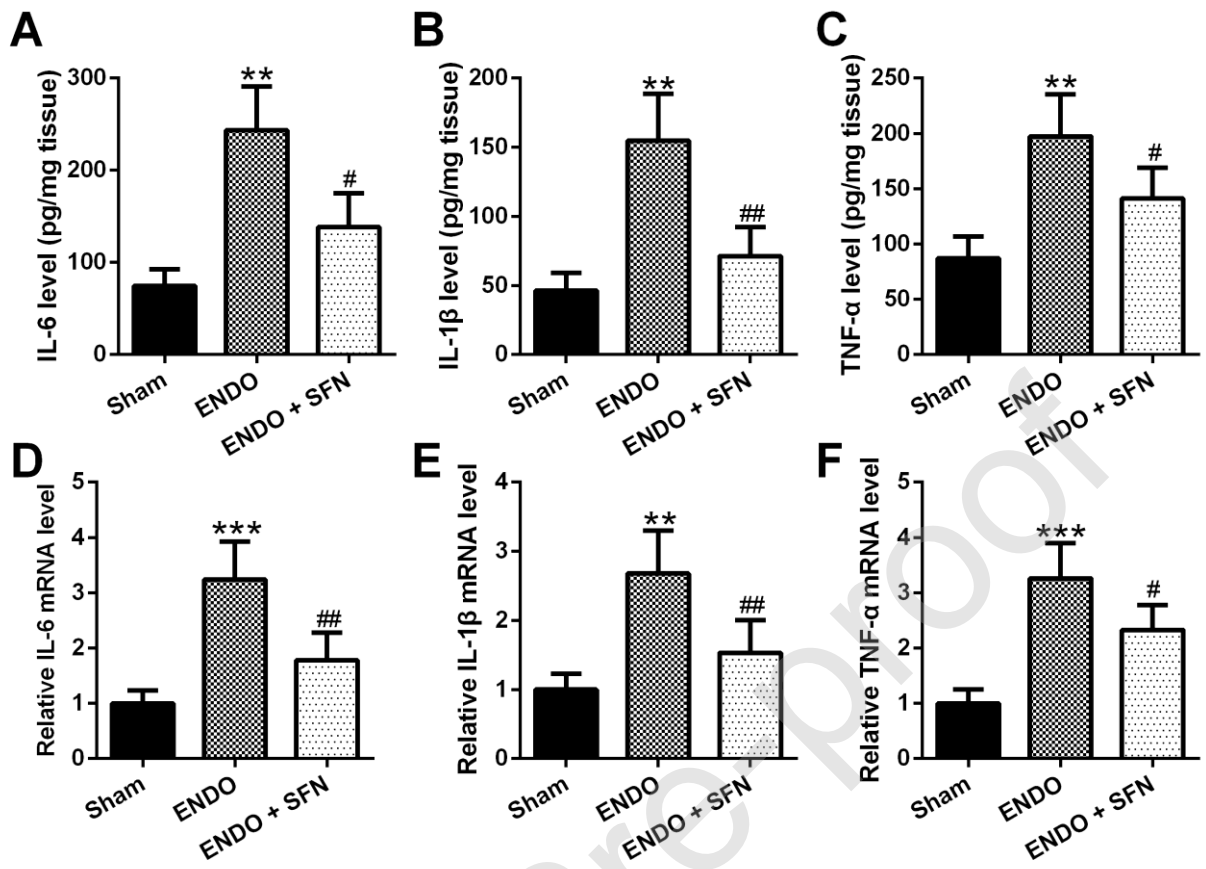 A
IL-6 level (pg/mg tissue)
300
200
100
0
**
#
Sham
ENDO
ENDO + SFN
B
IL-1β level (pg/mg tissue)
200
150
100
50
0
**
##
Sham
ENDO
ENDO + SFN
C
TNF-α level (pg/mg tissue)
250
200
150
100
50
0
**
#
Sham
ENDO
ENDO + SFN
D
Relative IL-6 mRNA level
5
4
3
2
1
0
***
##
Sham
ENDO
ENDO + SFN
E
Relative IL-1β mRNA level
4
3
2
1
0
**
##
Sham
ENDO
ENDO + SFN
F
Relative TNF-α mRNA level
5
4
3
2
1
0
***
#
Sham
ENDO
ENDO + SFN
re-proof